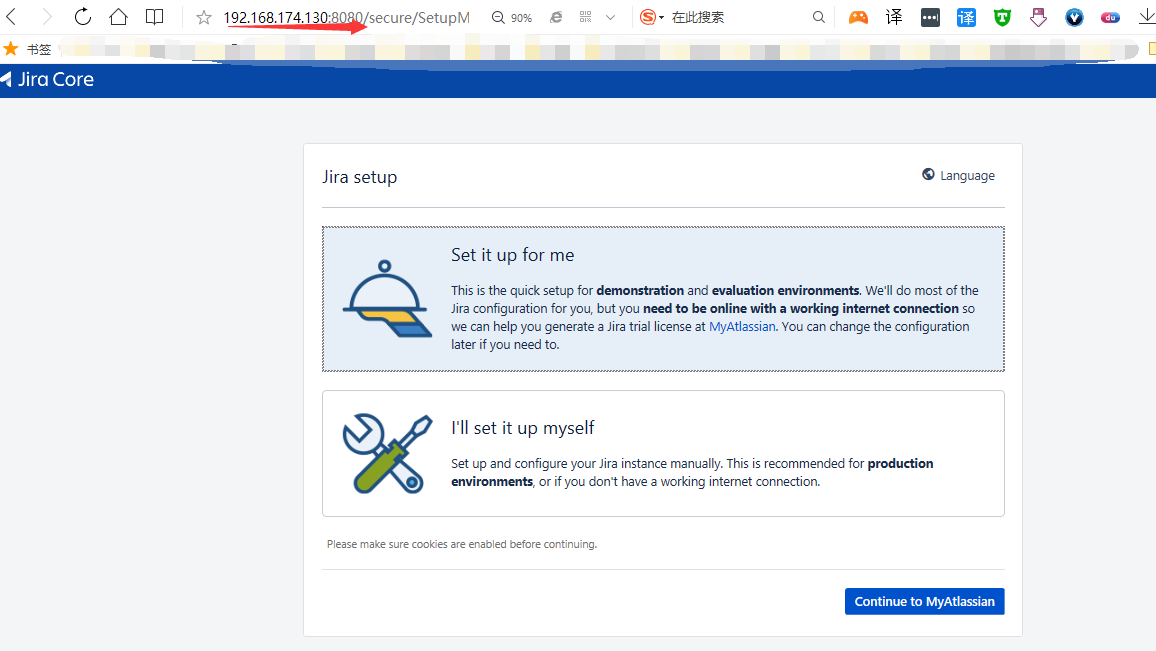 192.168.174.130:8080/secure/SetupM
90%
在此搜索
译
译
T
du
书签
Jira Core
Jira setup
Language
Set it up for me
This is the quick setup for demonstration and evaluation environments. We'll do most of the
Jira configuration for you, but you need to be online with a working internet connection so
we can help you generate a Jira trial license at MyAtlassian. You can change the configuration
later if you need to.
I'll set it up myself
Set up and configure your Jira instance manually. This is recommended for production
environments, or if you don't have a working internet connection.
Please make sure cookies are enabled before continuing.
Continue to MyAtlassian